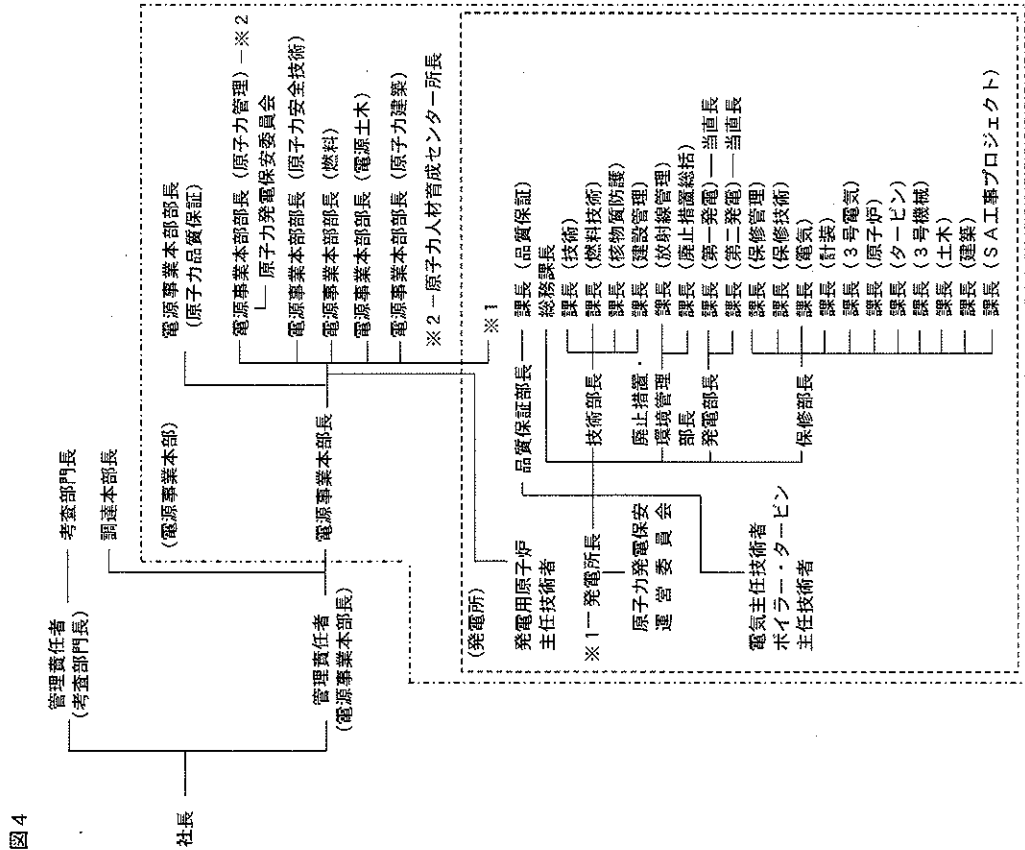 図4
社長
管理責任者
(考査部門長)
考査部門長
管理責任者
(電源事業本部長)
調達本部長
(電源事業本部)
電源事業本部長
電源事業本部部長
(原子力品質保証)
電源事業本部部長 (原子力管理) ー※2
原子力発電保安委員会
電源事業本部部長 (原子力安全技術)
電源事業本部部長 (燃料)
電源事業本部部長 (電源土木)
電源事業本部部長 (原子力建築)
※2 ー原子力人材育成センター所長
※1
(発電所)
発電用原子炉
主任技術者
※1ー発電所長
原子力発電保安
運営委員会
電気主任技術者
ボイラー・タービン
主任技術者
品質保証部長
課長 (品質保証)
総務課長
技術部長
課長 (技術)
課長 (燃料技術)
課長 (核物質防護)
課長 (建設管理)
廃止措置・
環境管理
部長
課長 (放射線管理)
課長 (廃止措置総括)
発電部長
課長 (第一発電) ー当直長
課長 (第二発電) ー当直長
保修部長
課長 (保修管理)
課長 (保修技術)
課長 (電気)
課長 (計装)
課長 (3号電気)
課長 (原子炉)
課長 (タービン)
課長 (3号機械)
課長 (土木)
課長 (建築)
課長 (SA工事プロジェクト)